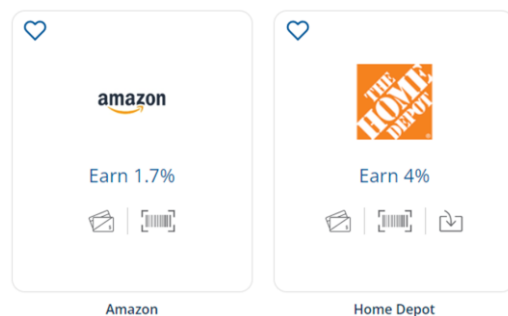 amazon
THE
HOME
DEPOT
Earn 1.7%
Earn 4%
Amazon
Home Depot